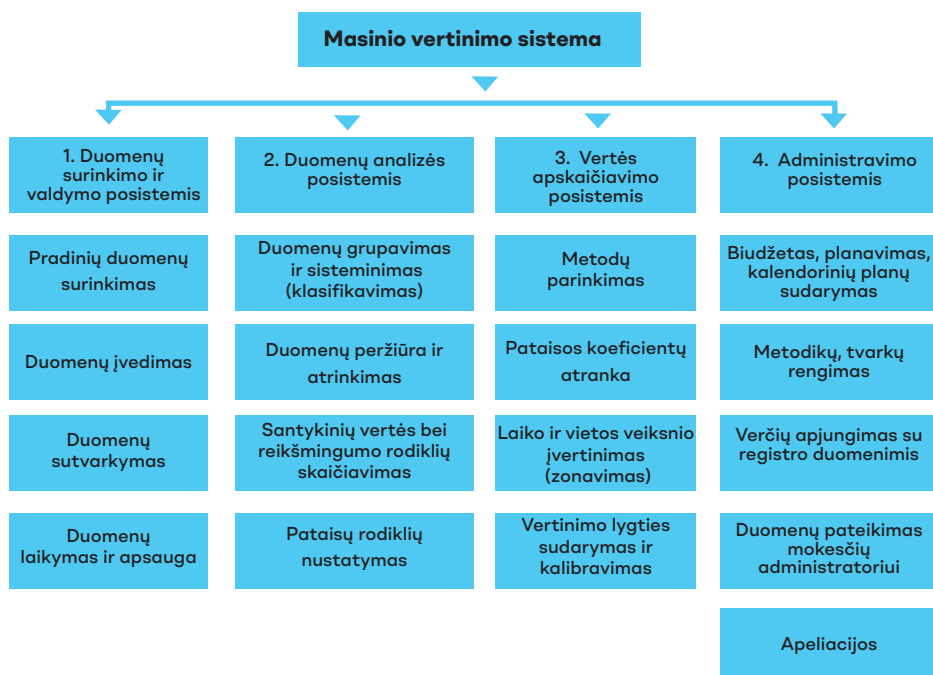 Masinio vertinimo sistema
1. Duomenų
surinkimo ir
valdymo posistemis
Pradinių duomenų
surinkimas
Duomenų įvedimas
Duomenų
sutvarkymas
Duomenų
laikymas ir apsauga
2. Duomenų analizės
posistemis
Duomenų grupavimas
ir sisteminimas
(klasifikavimas)
Duomenų peržiūra ir
atrinkimas
Santykinių vertės bei
reikšmingumo rodiklių
skaičiavimas
Pataisų rodiklių
nustatymas
3. Vertės
apskaičiavimo
posistemis
Metodų
parinkimas
Pataisos koeficientų
atranka
Laiko ir vietos veiksnio
įvertinimas
(zonavimas)
Vertinimo lygties
sudarymas ir
kalibravimas
4. Administravimo
posistemis
Biudžetas, planavimas,
kalendorinių planų
sudarymas
Metodikų, tvarkų
rengimas
Verčių apjungimas su
registro duomenimis
Duomenų pateikimas
mokesčių
administratoriui
Apeliacijos